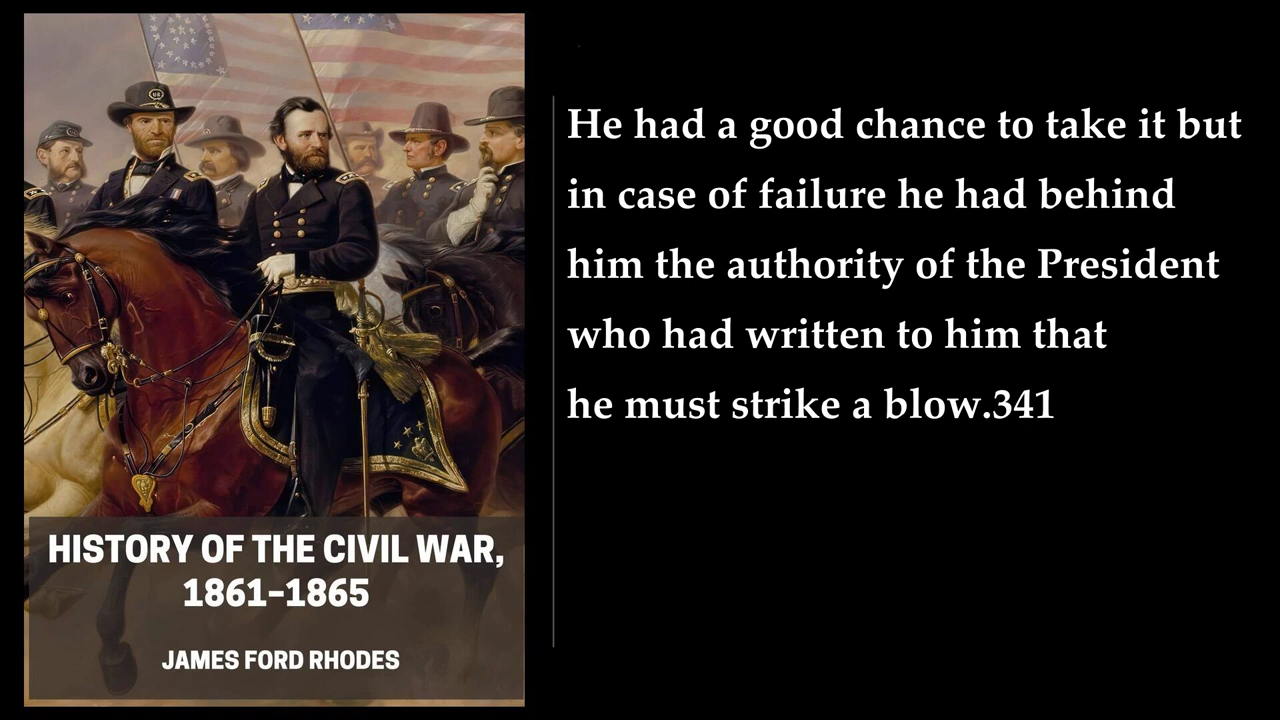 HISTORY OF THE CIVIL WAR,
1861–1865
JAMES FORD RHODES
He had a good chance to take it but
in case of failure he had behind
him the authority of the President
who had written to him that
he must strike a blow.341